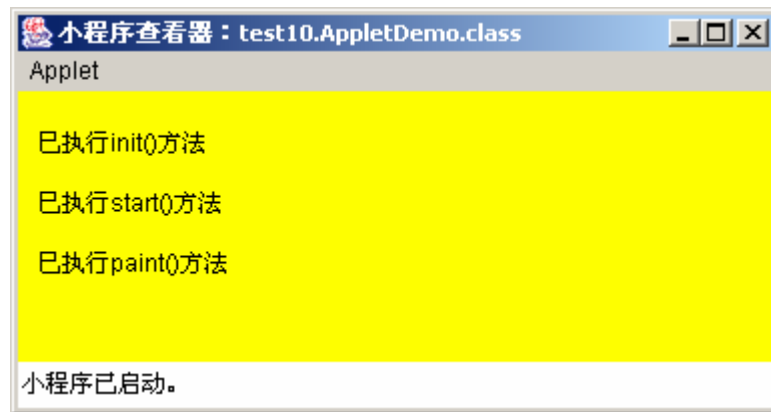 小程序查看器：test10.AppletDemo.class
Applet
已执行init()方法
已执行start()方法
已执行paint()方法
小程序已启动。